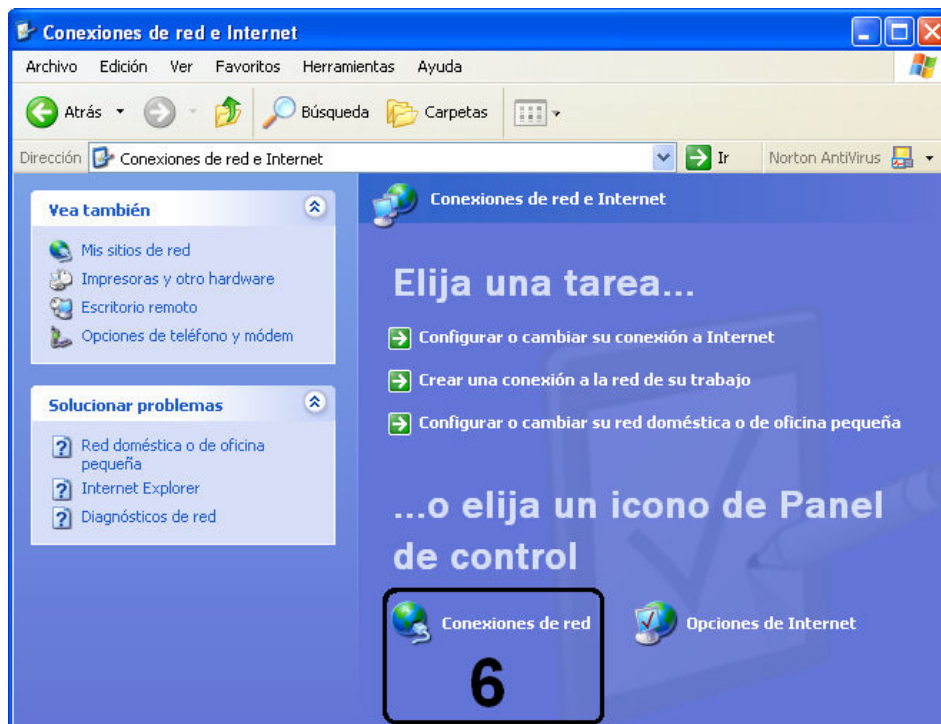 Conexiones de red e Internet
Archivo Edición Ver Favoritos Herramientas Ayuda
Atrás Búsqueda Carpetas
Dirección Conexiones de red e Internet Ir Norton AntiVirus
Vea también
Mis sitios de red
Impresoras y otro hardware
Escritorio remoto
Opciones de teléfono y módem
Solucionar problemas
Red doméstica o de oficina
pequeña
Internet Explorer
Diagnósticos de red
Conexiones de red e Internet
Elija una tarea...
Configurar o cambiar su conexión a Internet
Crear una conexión a la red de su trabajo
Configurar o cambiar su red doméstica o de oficina pequeña
...o elija un icono de Panel
de control
Conexiones de red Opciones de Internet
6